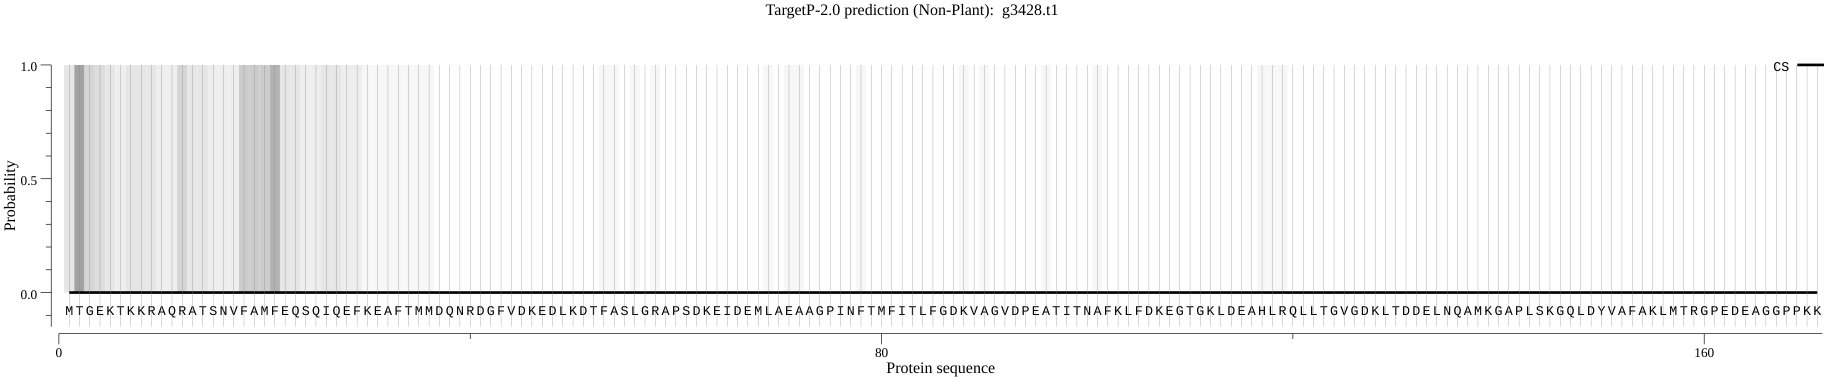 TargetP-2.0 prediction (Non-Plant): g3428.t1
1.0
CS
0.5
Probability
0.0
MTGEKTKKRAQRATSNVFAMFEQSQIQEFKEAFTMMDQNRDGFVDKEDLKDTFASLGRAPSDKEIDEMLAEAAGPINFTMFITLFGDKVAGVDPEATITNAFKLFDKEGTGKLDEAHLRQLLTGVGDKLTDDELNQAMKGAPLSKGQLDYVAFAKLMTRGPEDEAGGPPKK
0
80
160
Protein sequence